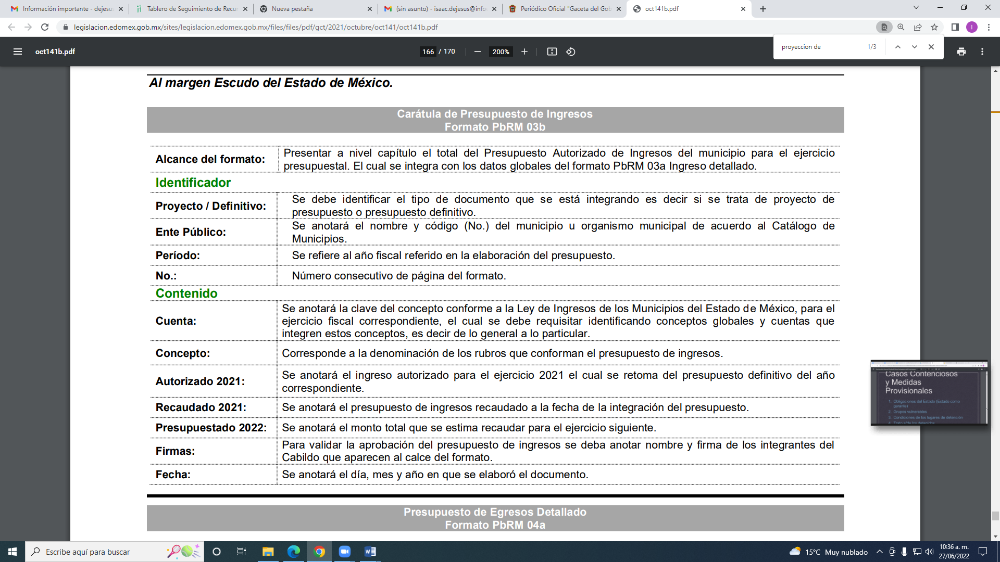 Información importante - dejesus
Tablero de Seguimiento de Recur
Nueva pestaña
(sin asunto) - isaac.dejesus@info
Periódico Oficial "Gaceta del Gob
oct141b.pdf
legislacion.edomex.gob.mx/sites/legislacion.edomex.gob.mx/files/files/pdf/gct/2021/octubre/oct141/oct141b.pdf
I
proyeccion de 1/3
oct141b.pdf
166 / 170
200%
Al margen Escudo del Estado de México.
Carátula de Presupuesto de Ingresos
Formato PbRM 03b
Alcance del formato:
Presentar a nivel capítulo el total del Presupuesto Autorizado de Ingresos del municipio para el ejercicio
presupuestal. El cual se integra con los datos globales del formato PbRM 03a Ingreso detallado.
Identificador
Proyecto / Definitivo:
Se debe identificar el tipo de documento que se está integrando es decir si se trata de proyecto de
presupuesto o presupuesto definitivo.
Ente Público:
Se anotará el nombre y código (No.) del municipio u organismo municipal de acuerdo al Catálogo de
Municipios.
Período:
Se refiere al año fiscal referido en la elaboración del presupuesto.
No.:
Número consecutivo de página del formato.
Contenido
Cuenta:
Se anotará la clave del concepto conforme a la Ley de Ingresos de los Municipios del Estado de México, para el
ejercicio fiscal correspondiente, el cual se debe requisitar identificando conceptos globales y cuentas que
integren estos conceptos, es decir de lo general a lo particular.
Concepto:
Corresponde a la denominación de los rubros que conforman el presupuesto de ingresos.
Autorizado 2021:
Se anotará el ingreso autorizado para el ejercicio 2021 el cual se retoma del presupuesto definitivo del año
correspondiente.
Recaudado 2021:
Se anotará el presupuesto de ingresos recaudado a la fecha de la integración del presupuesto.
Presupuestado 2022:
Se anotará el monto total que se estima recaudar para el ejercicio siguiente.
Firmas:
Para validar la aprobación del presupuesto de ingresos se deba anotar nombre y firma de los integrantes del
Cabildo que aparecen al calce del formato.
Fecha:
Se anotará el día, mes y año en que se elaboró el documento.
Presupuesto de Egresos Detallado
Formato PbRM 04a
Casos Contenciosos
y Medidas
Provisionales
1. Obligaciones del Estado (Estado como
garante)
2. Grupos vulnerables
3. Condiciones de los lugares de detención
Escribe aquí para buscar
15°C Muy nublado
10:36 a. m.
27/06/2022